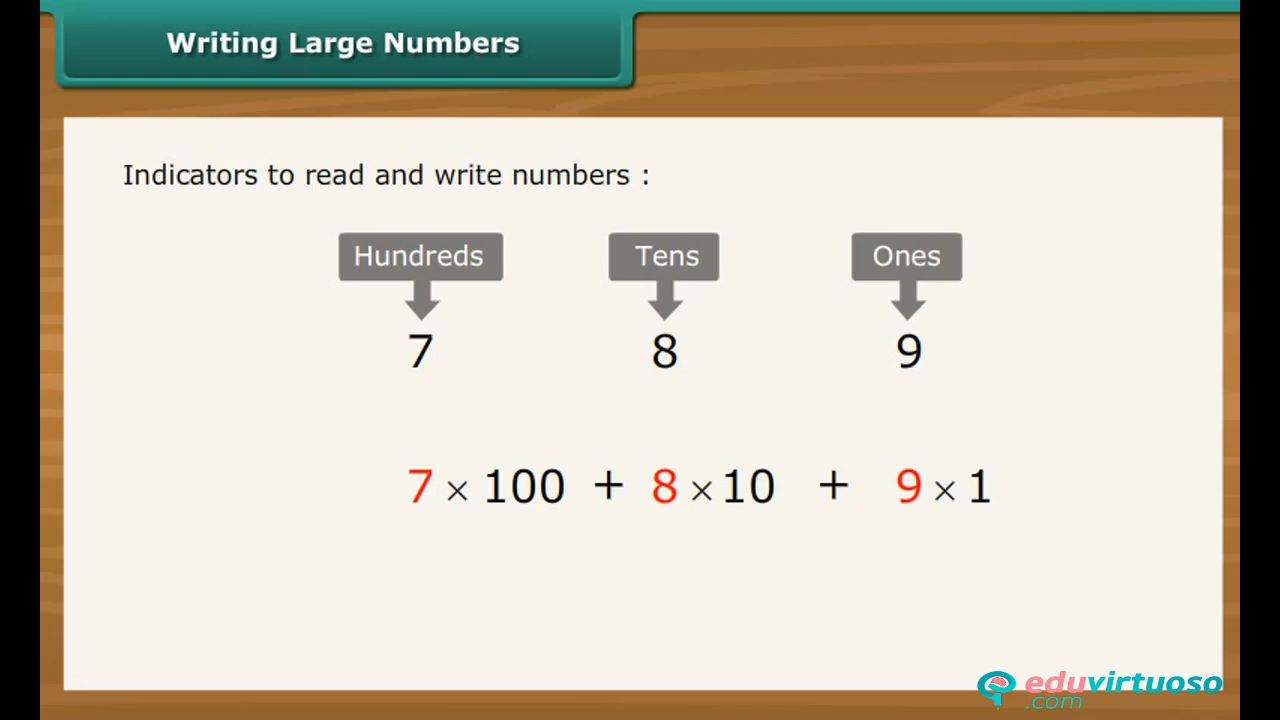 Writing Large Numbers
Indicators to read and write numbers :
Hundreds Tens Ones
7 8 9
7 × 100 + 8 × 10 + 9 × 1
eduvirtuoso
.com